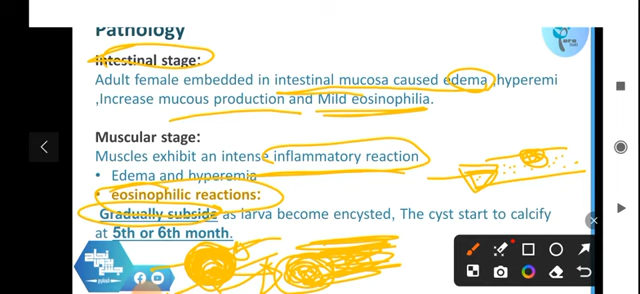 Pathology
Intestinal stage:
Adult female embedded in intestinal mucosa caused edema ,hyperemi
,Increase mucous production and Mild eosinophilia.
Muscular stage:
Muscles exhibit an intense inflammatory reaction
• Edema and hyperemia
• eosinophilic reactions:
Gradually subside as larva become encysted, The cyst start to calcify
at 5th or 6th month.